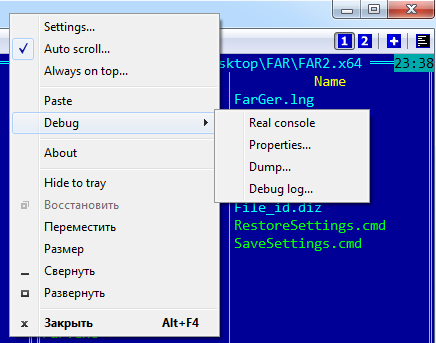 Settings...
Auto scroll...
Always on top...
Paste
Debug
About
Hide to tray
Восстановить
Переместить
Размер
Свернуть
Развернуть
x Закрыть Alt+F4
Real console
Properties...
Dump...
Debug log...
1 2
sktop\FAR\FAR2.x64 23:38
Name
FarGer.lng
File_id.diz
RestoreSettings.cmd
SaveSettings.cmd